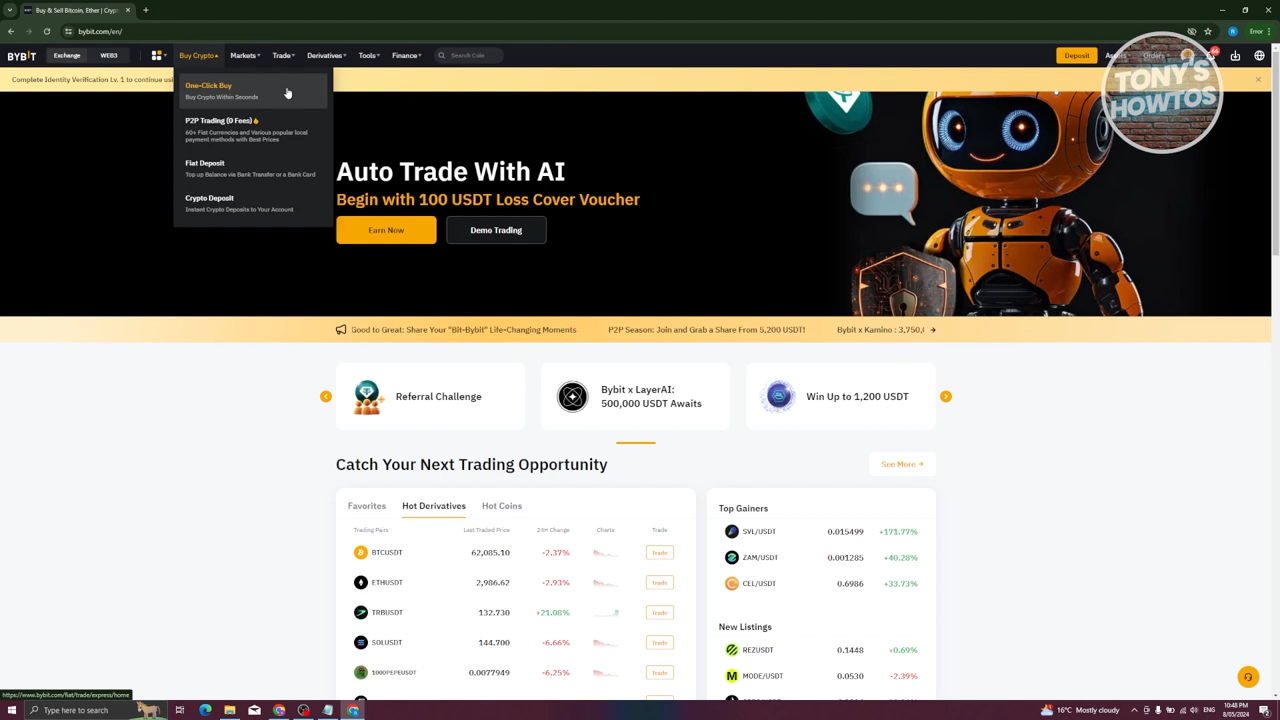 Buy & Sell Bitcoin, Ether | Cryp
bybit.com/en/
Error
BYBIT
Exchange
WEB3
Buy Crypto
Markets
Trade
Derivatives
Tools
Finance
Search Coin
Deposit
Assets
Orders
66
Complete Identity Verification Lv. 1 to continue usi
One-Click Buy
Buy Crypto Within Seconds
P2P Trading (0 Fees)
60+ Fiat Currencies and Various popular local
payment methods with Best Prices
Fiat Deposit
Top up Balance via Bank Transfer or a Bank Card
Crypto Deposit
Instant Crypto Deposits to Your Account
TONY'S
HOWTOS
Auto Trade With AI
Begin with 100 USDT Loss Cover Voucher
Earn Now
Demo Trading
Good to Great: Share Your "Bit-Bybit" Life-Changing Moments
P2P Season: Join and Grab a Share From 5,200 USDT!
Bybit x Kamino : 3,750,(
Referral Challenge
Bybit x LayerAI:
500,000 USDT Awaits
Win Up to 1,200 USDT
Catch Your Next Trading Opportunity
See More
Favorites
Hot Derivatives
Hot Coins
Trading Pairs
Last Traded Price
24H Change
Charts
Trade
BTCUSDT 62,085.10 -2.37% Trade
ETHUSDT 2,986.62 -2.93% Trade
TRBUSDT 132.730 +21.08% Trade
SOLUSDT 144.700 -6.66% Trade
1000PEPEUSDT 0.0077949 -6.25% Trade
Top Gainers
SVL/USDT 0.015499 +171.77%
ZAM/USDT 0.001285 +40.28%
CEL/USDT 0.6986 +33.73%
New Listings
REZUSDT 0.1448 +0.69%
MODE/USDT 0.0530 -2.39%
https://www.bybit.com/fiat/trade/express/home
Type here to search
16°C Mostly cloudy
ENG
10:48 PM
8/05/2024